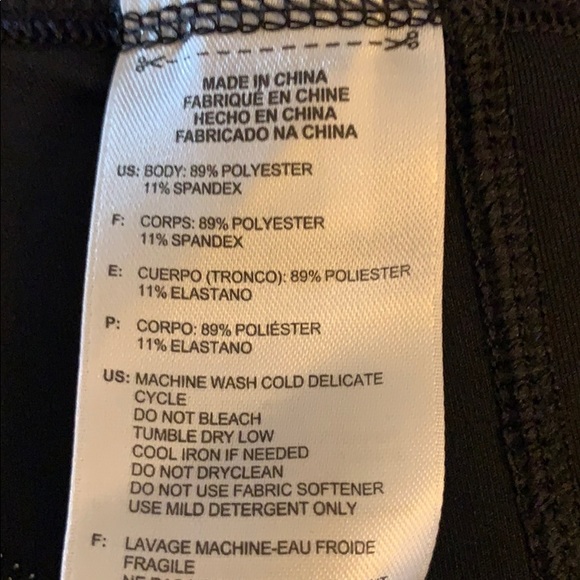 MADE IN CHINA
FABRIQUÉ EN CHINE
HECHO EN CHINA
FABRICADO NA CHINA
US: BODY: 89% POLYESTER
11% SPANDEX
F: CORPS: 89% POLYESTER
11% SPANDEX
E: CUERPO (TRONCO): 89% POLIESTER
11% ELASTANO
P: CORPO: 89% POLIÉSTER
11% ELASTANO
US: MACHINE WASH COLD DELICATE
CYCLE
DO NOT BLEACH
TUMBLE DRY LOW
COOL IRON IF NEEDED
DO NOT DRYCLEAN
DO NOT USE FABRIC SOFTENER
USE MILD DETERGENT ONLY
F: LAVAGE MACHINE-EAU FROIDE
FRAGILE